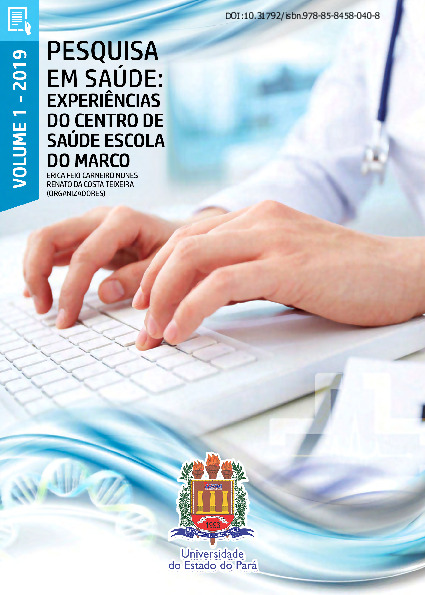 DOI:10.31792/isbn.978-85-8458-040-8
VOLUME 1 - 2019
PESQUISA
EM SAÚDE:
EXPERIÊNCIAS
DO CENTRO DE
SAÚDE ESCOLA
DO MARCO
ERICA FEIO CARNEIRO NUNES
RENATO DA COSTA TEIXEIRA
(ORGANIZADORES)
Universidade
do Estado do Pará